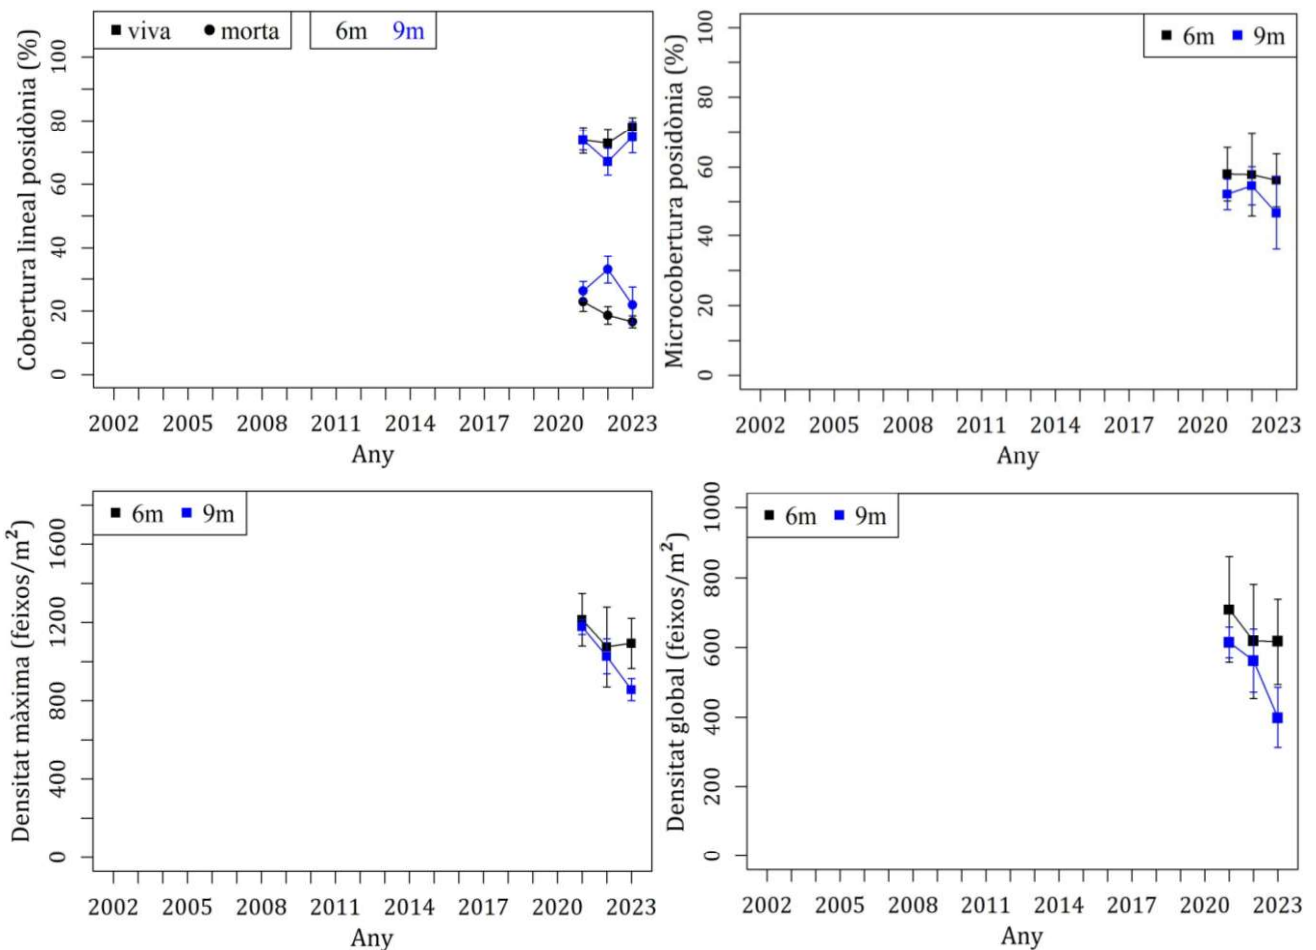 viva morta 6m 9m
Cobertura lineal posidònia (%)
100
80
60
40
20
0
2002 2005 2008 2011 2014 2017 2020 2023
Any
6m 9m
Microcobertura posidònia (%)
100
80
60
40
20
0
2002 2005 2008 2011 2014 2017 2020 2023
Any
6m 9m
Densitat màxima (feixos/m²)
1600
1200
800
400
0
2002 2005 2008 2011 2014 2017 2020 2023
Any
6m 9m
Densitat global (feixos/m²)
1000
800
600
400
200
0
2002 2005 2008 2011 2014 2017 2020 2023
Any